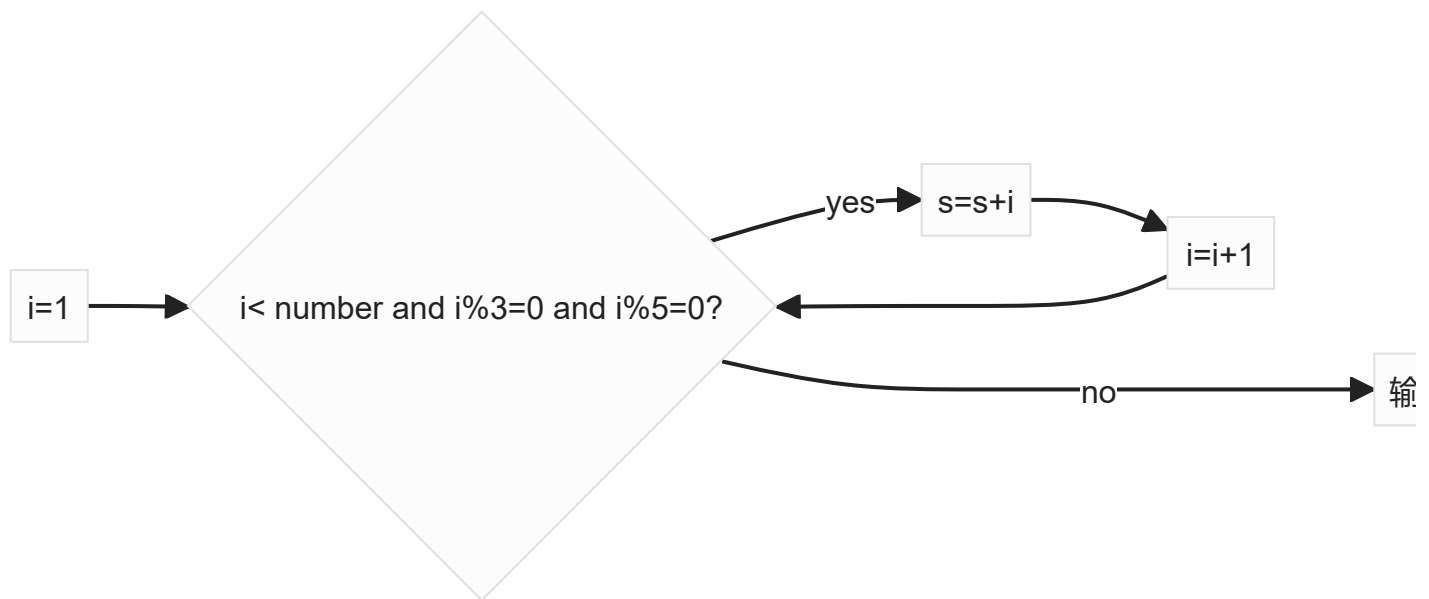 i=1
i< number and i%3=0 and i%5=0?
yes
s=s+i
i=i+1
no
输